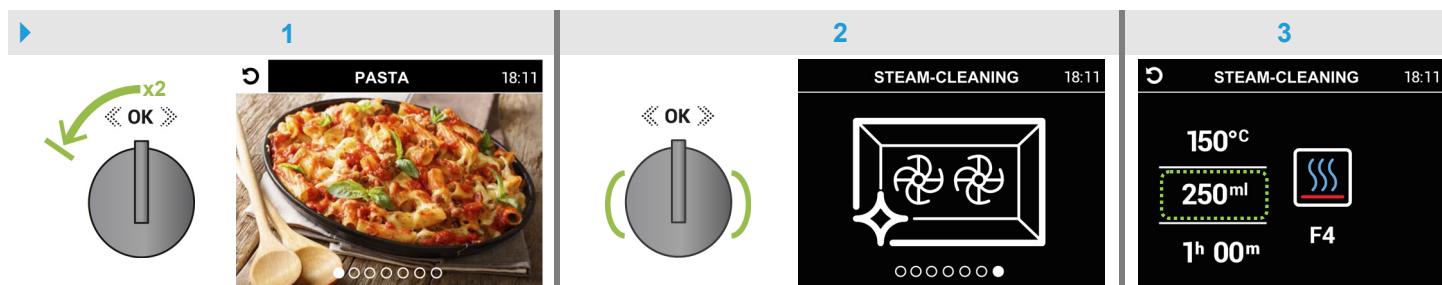 1
2
3
x2
OK
PASTA 18:11
OK
STEAM-CLEANING 18:11
STEAM-CLEANING 18:11
150°C
250ml
1h 00m
F4